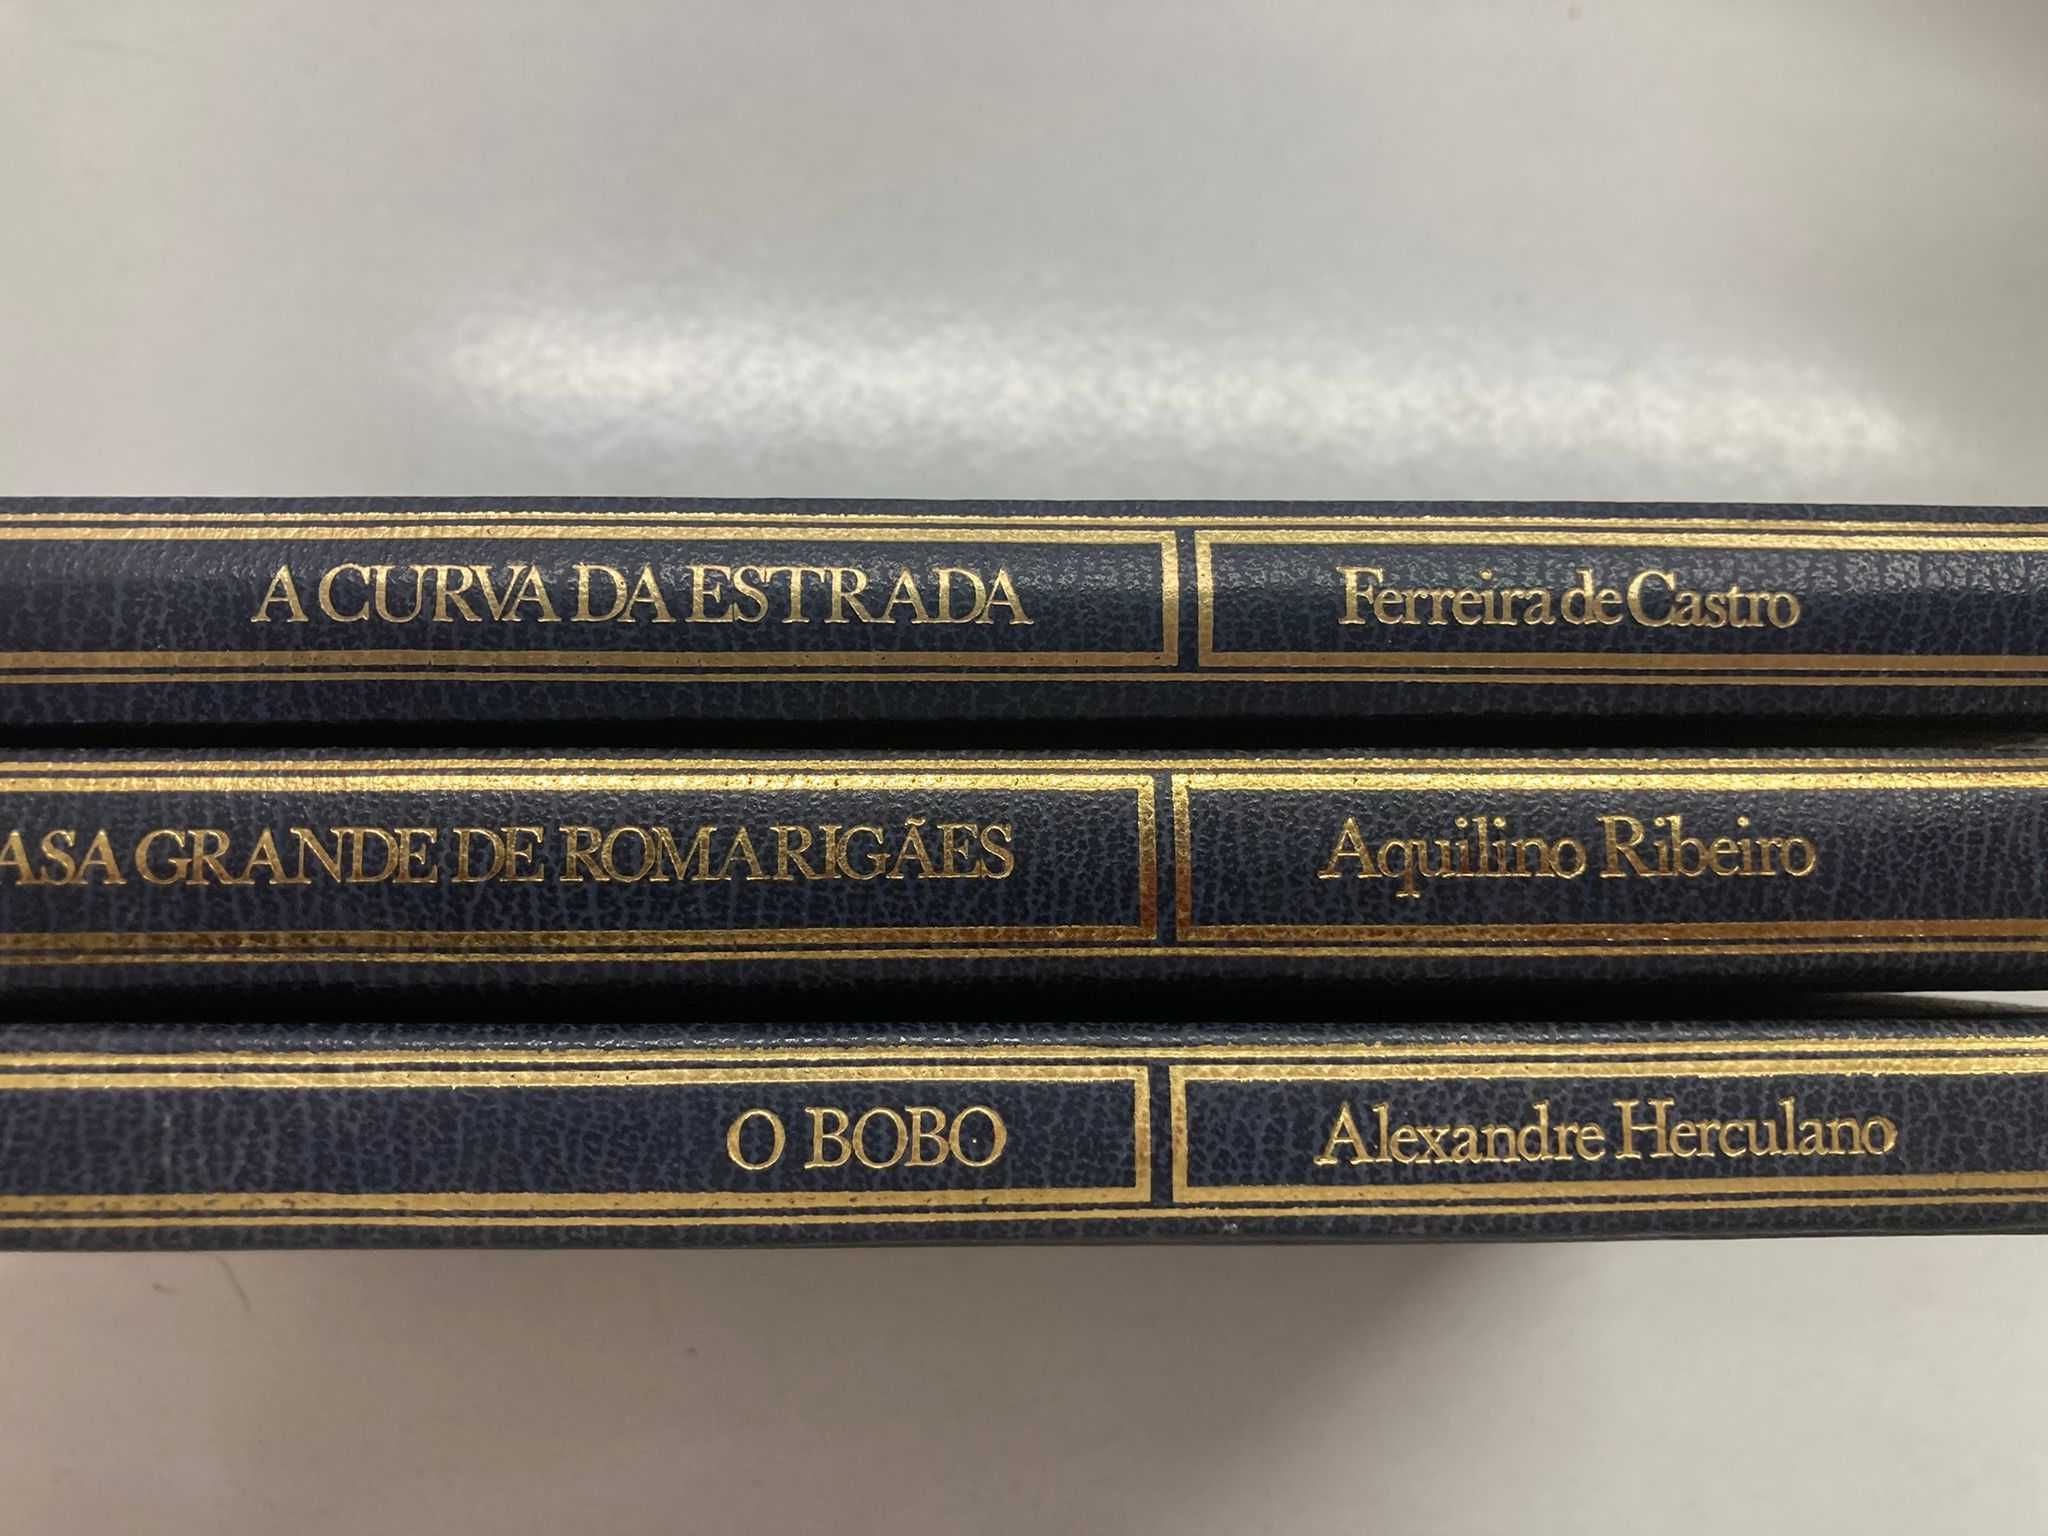 A CURVA DA ESTRADA Ferreira de Castro
ASA GRANDE DE ROMARIGÃES Aquilino Ribeiro
O BOBO Alexandre Herculano